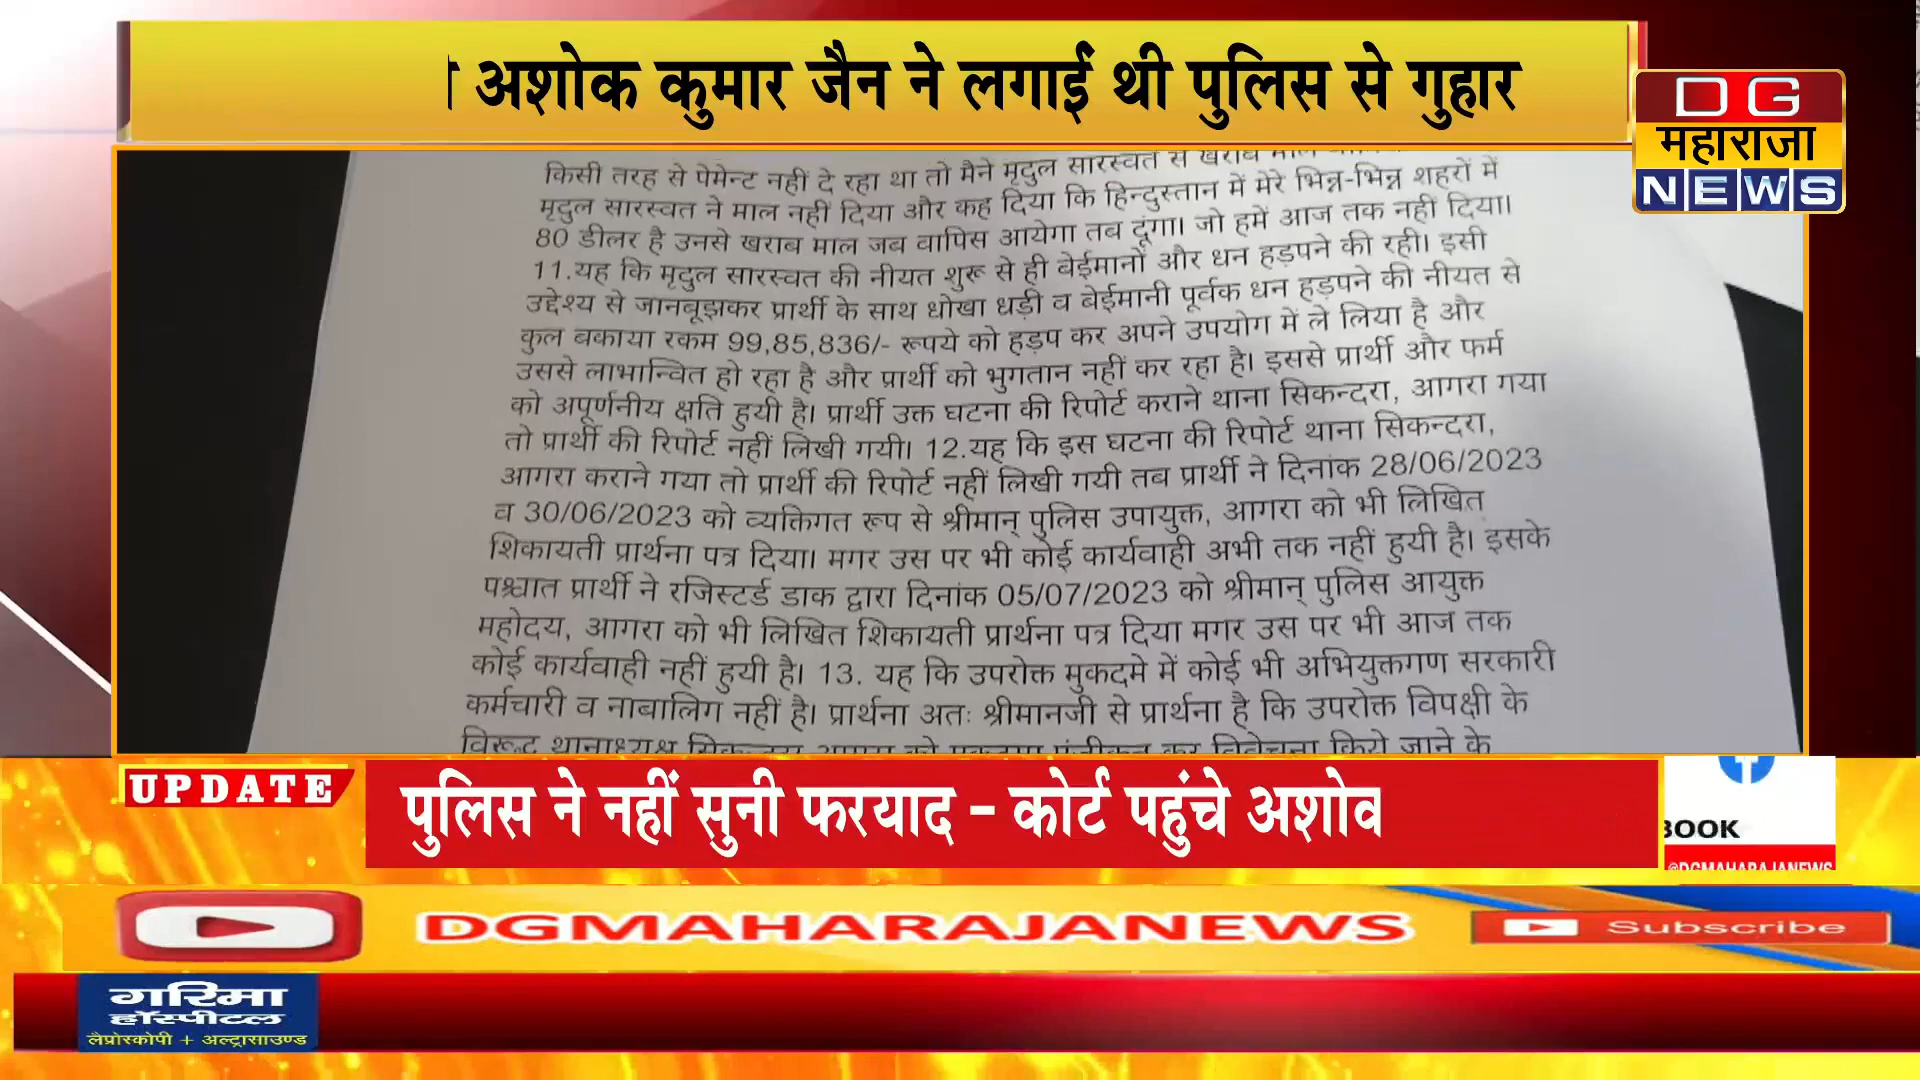 अशोक कुमार जैन ने लगाई थी पुलिस से गुहार
DG
महाराजा
NEWS
किसी तरह से पेमेन्ट नहीं दे रहा था तो मैने मृदुल सारस्वत से खराब माल
मृदुल सारस्वत ने माल नहीं दिया और कह दिया कि हिन्दुस्तान में मेरे भिन्न-भिन्न शहरों में
80 डीलर है उनसे खराब माल जब वापिस आयेगा तब दूंगा। जो हमें आज तक नहीं दिया।
11.यह कि मृदुल सारस्वत की नीयत शुरू से ही बेईमानों और धन हड़पने की रही। इसी
उद्देश्य से जानबूझकर प्रार्थी के साथ धोखा धड़ी व बेईमानी पूर्वक धन हड़पने की नीयत से
कुल बकाया रकम 99,85,836/- रूपये को हड़प कर अपने उपयोग में ले लिया है और
उससे लाभान्वित हो रहा है और प्रार्थी को भुगतान नहीं कर रहा है। इससे प्रार्थी और फर्म
को अपूर्णनीय क्षति हुयी है। प्रार्थी उक्त घटना की रिपोर्ट कराने थाना सिकन्दरा, आगरा गया
तो प्रार्थी की रिपोर्ट नहीं लिखी गयी। 12.यह कि इस घटना की रिपोर्ट थाना सिकन्दरा,
आगरा कराने गया तो प्रार्थी की रिपोर्ट नहीं लिखी गयी तब प्रार्थी ने दिनांक 28/06/2023
व 30/06/2023 को व्यक्तिगत रूप से श्रीमान् पुलिस उपायुक्त, आगरा को भी लिखित
शिकायती प्रार्थना पत्र दिया। मगर उस पर भी कोई कार्यवाही अभी तक नहीं हुयी है। इसके
पश्चात प्रार्थी ने रजिस्टर्ड डाक द्वारा दिनांक 05/07/2023 को श्रीमान् पुलिस आयुक्त
महोदय, आगरा को भी लिखित शिकायती प्रार्थना पत्र दिया मगर उस पर भी आज तक
कोई कार्यवाही नहीं हुयी है। 13. यह कि उपरोक्त मुकदमे में कोई भी अभियुक्तगण सरकारी
कर्मचारी व नाबालिग नहीं है। प्रार्थना अतः श्रीमानजी से प्रार्थना है कि उपरोक्त विपक्षी के
विरूद्ध थानाध्यक्ष सिकन्दरा आगरा को मुकदमा पंजीकृत कर विवेचना किये जाने के
UPDATE
पुलिस ने नहीं सुनी फरयाद - कोर्ट पहुंचे
BOOK
@DGMAHARAJANEWS
DGMAHARAJANEWS
Subscribe
गरिमा
हॉस्पीटल
लैप्रोस्कोपी + अल्ट्रासाउण्ड